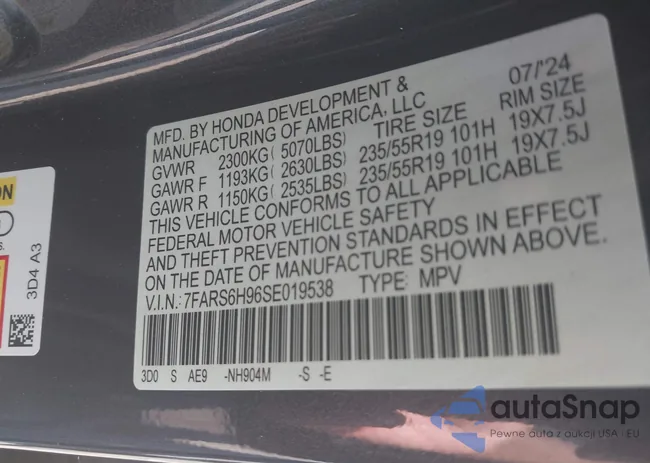 MFD. BY HONDA DEVELOPMENT & 07/'24
MANUFACTURING OF AMERICA, LLC
GVWR 2300KG (5070LBS) TIRE SIZE RIM SIZE
GAWR F 1193KG (2630LBS) 235/55R19 101H 19X7.5J
GAWR R 1150KG (2535LBS) 235/55R19 101H 19X7.5J
THIS VEHICLE CONFORMS TO ALL APPLICABLE
FEDERAL MOTOR VEHICLE SAFETY
AND THEFT PREVENTION STANDARDS IN EFFECT
ON THE DATE OF MANUFACTURE SHOWN ABOVE.
V.I.N.: 7FARS6H96SE019538 TYPE: MPV
3D0 S AE9 -NH904M -S -E
3D4 A3
autaSnap
Pewne auta z aukcji USA - EU